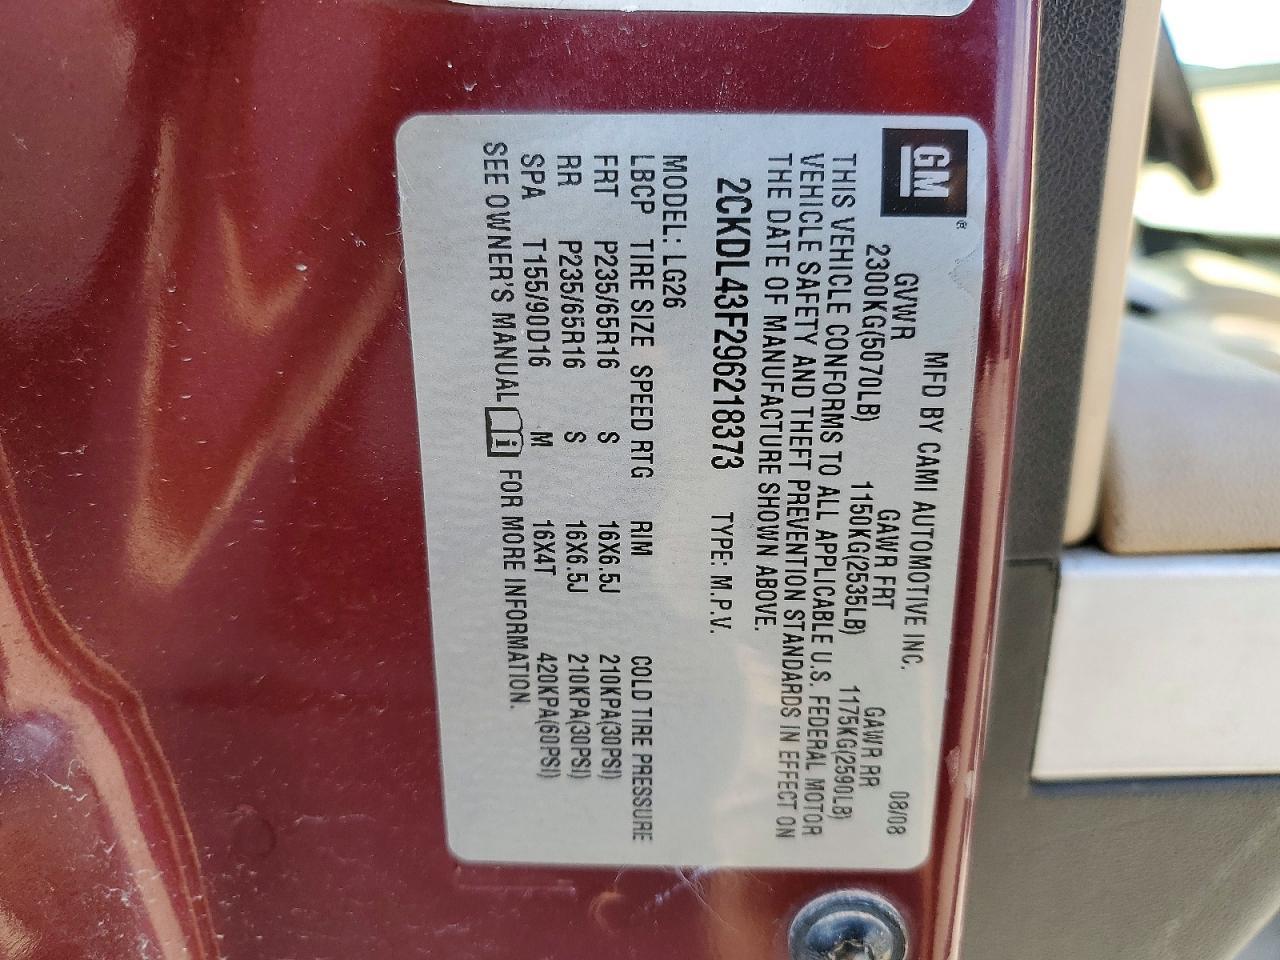 GM ®
MFD BY CAMI AUTOMOTIVE INC. 08/08
GVWR GAWR FRT GAWR RR
2300KG(5070LB) 1150KG(2535LB) 1175KG(2590LB)
THIS VEHICLE CONFORMS TO ALL APPLICABLE U.S. FEDERAL MOTOR
VEHICLE SAFETY AND THEFT PREVENTION STANDARDS IN EFFECT ON
THE DATE OF MANUFACTURE SHOWN ABOVE.
2CKDL43F296218373 TYPE: M.P.V.
MODEL: LG26
LBCP TIRE SIZE SPEED RTG RIM COLD TIRE PRESSURE
FRT P235/65R16 S 16X6.5J 210KPA(30PSI)
RR P235/65R16 S 16X6.5J 210KPA(30PSI)
SPA T155/90D16 M 16X4T 420KPA(60PSI)
SEE OWNER'S MANUAL i FOR MORE INFORMATION.